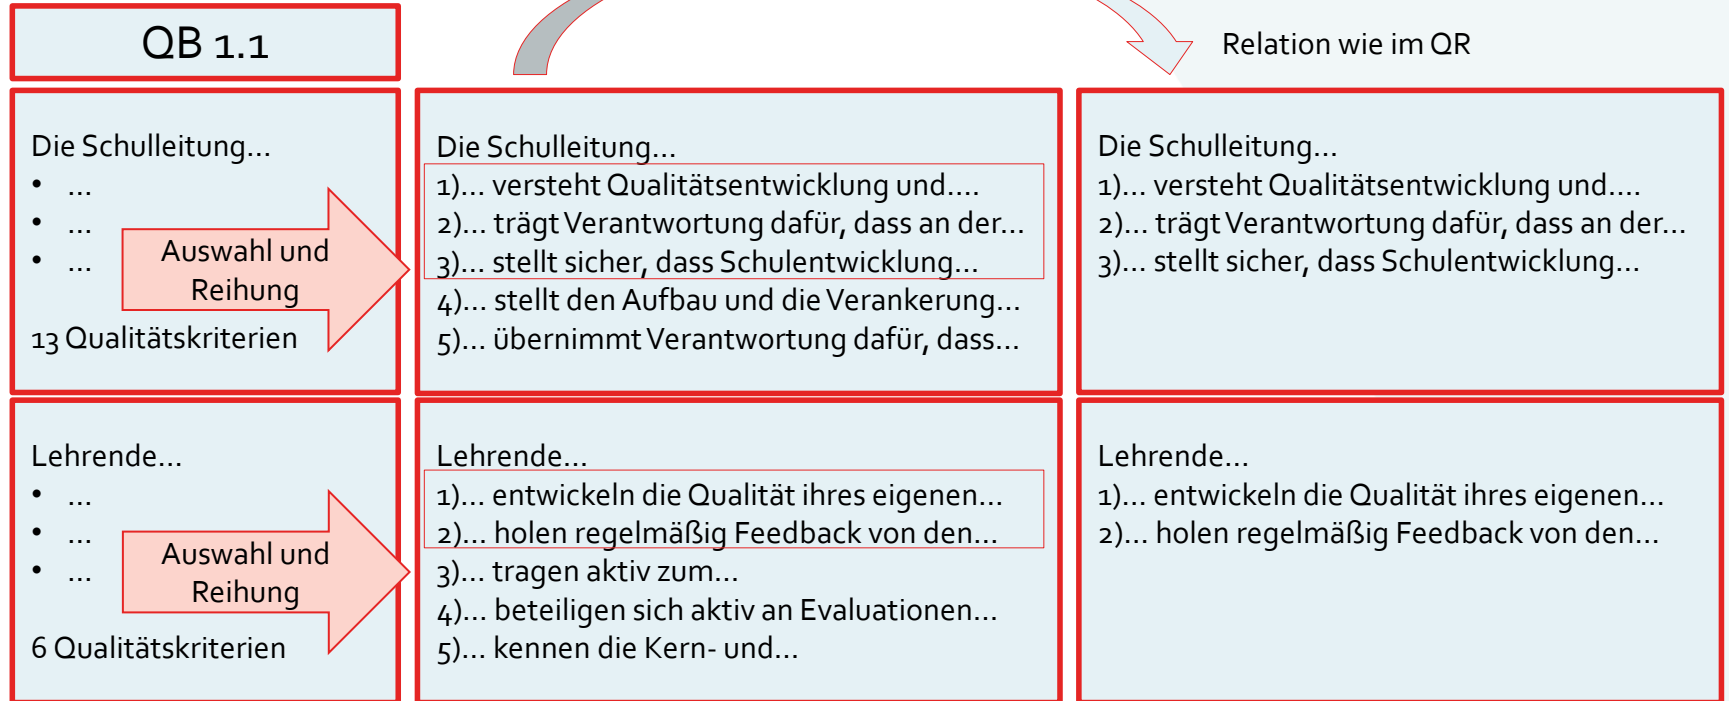 QB 1.1
Relation wie im QR
Die Schulleitung...
• ...
• ...
• ...
Auswahl und
Reihung
13 Qualitätskriterien
Die Schulleitung...
1)... versteht Qualitätsentwicklung und....
2)... trägt Verantwortung dafür, dass an der...
3)... stellt sicher, dass Schulentwicklung...
4)... stellt den Aufbau und die Verankerung...
5)... übernimmt Verantwortung dafür, dass...
Die Schulleitung...
1)... versteht Qualitätsentwicklung und....
2)... trägt Verantwortung dafür, dass an der...
3)... stellt sicher, dass Schulentwicklung...
Lehrende...
• ...
• ...
• ...
Auswahl und
Reihung
6 Qualitätskriterien
Lehrende...
1)... entwickeln die Qualität ihres eigenen...
2)... holen regelmäßig Feedback von den...
3)... tragen aktiv zum...
4)... beteiligen sich aktiv an Evaluationen...
5)... kennen die Kern- und...
Lehrende...
1)... entwickeln die Qualität ihres eigenen...
2)... holen regelmäßig Feedback von den...